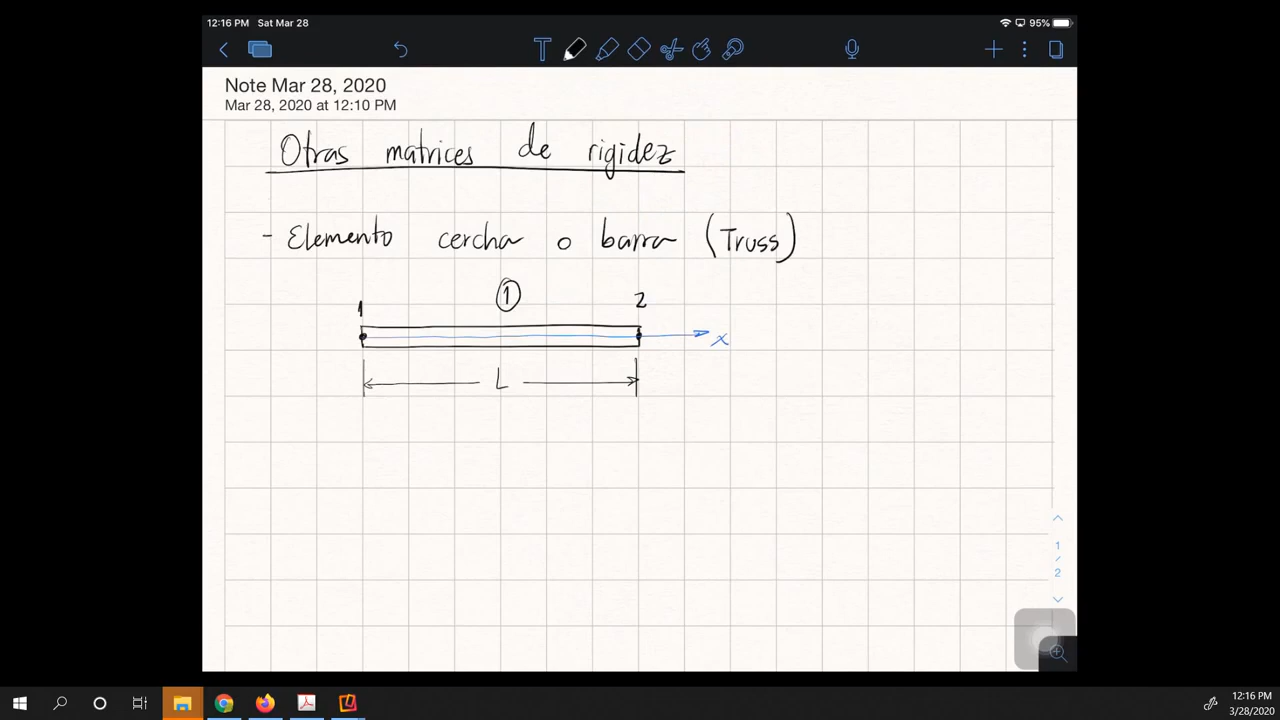 12:16 PM Sat Mar 28 95%
T
Note Mar 28, 2020
Mar 28, 2020 at 12:10 PM
Otras matrices de rigidez
- Elemento cercha o barra (Truss)
1 ① 2
x
L
1
/
2
12:16 PM
3/28/2020